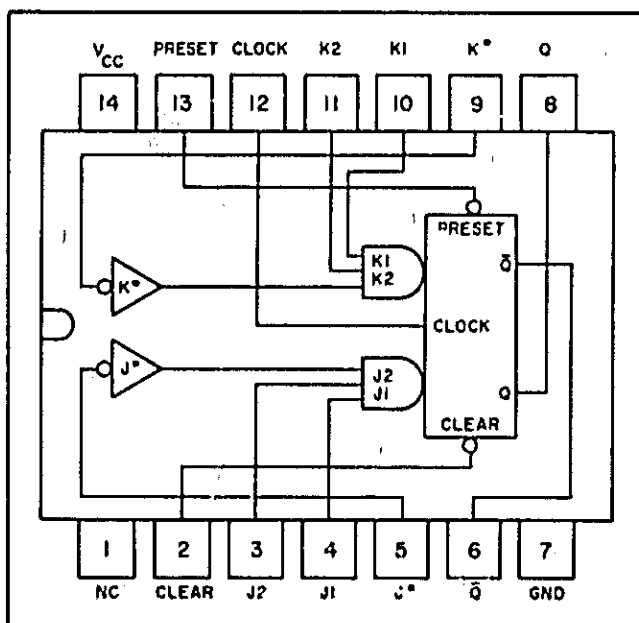 VCC PRESET CLOCK K2 K1 K* Q
14 13 12 11 10 9 8
PRESET
K1
K2
Q̄
K*
CLOCK
J*
J2
J1
Q
CLEAR
1 2 3 4 5 6 7
NC CLEAR J2 J1 J* Q̄ GND